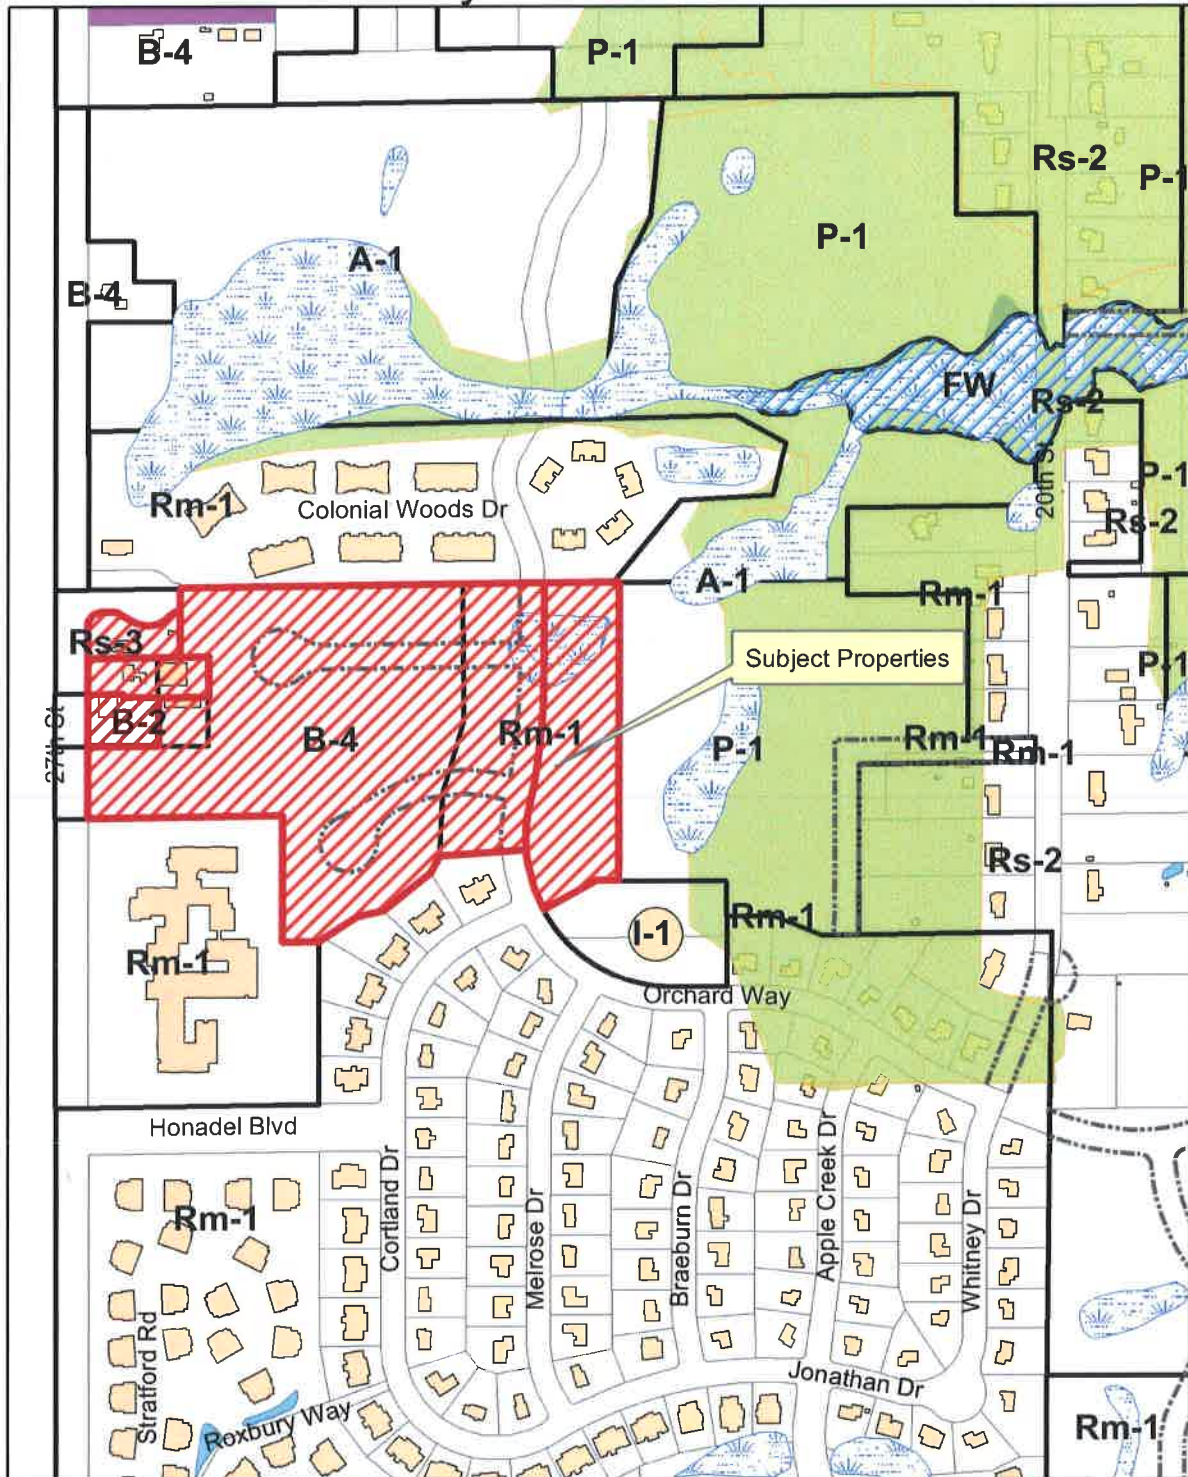 B-4
P-1
Rs-2
P-1
P-1
A-1
B-4
FW
Rs-2
20th St
P-1
Rm-1
Colonial Woods Dr
Rs-2
A-1
Rm-1
Rs-3
Subject Properties
P-1
B-2
27th St
B-4
Rm-1
P-1
Rm-1
Rm-1
Rs-2
Rm-1
I-1
Rm-1
Orchard Way
Honadel Blvd
Cortland Dr
Melrose Dr
Braeburn Dr
Apple Creek Dr
Whitney Dr
Rm-1
Stratford Rd
Jonathan Dr
Roxbury Way
Rm-1